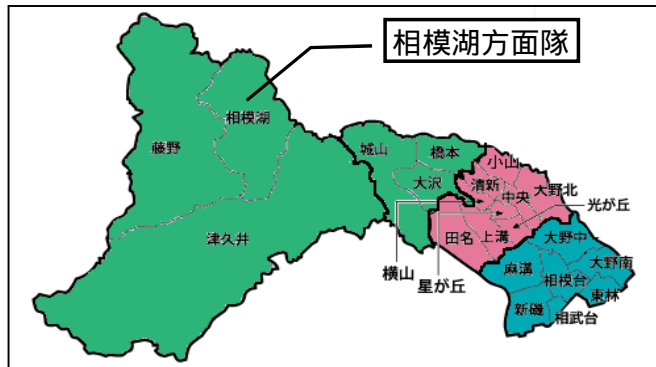 相模湖方面隊
相模湖
藤野
津久井
城山
橋本
大沢
小山
清新
中央
大野北
光が丘
横山
星が丘
田名
上溝
大野中
大野南
麻溝
相模台
東林
新磯
相武台